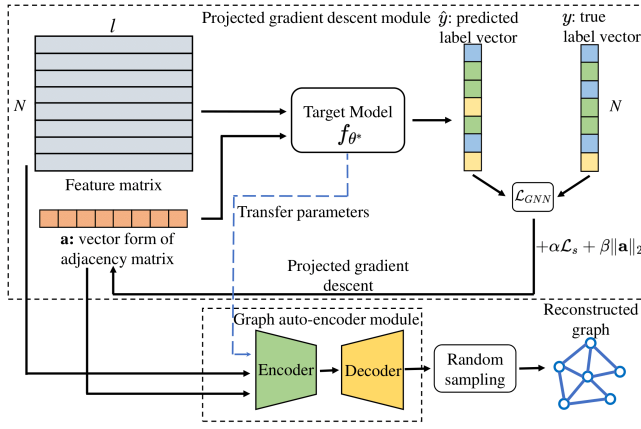 l
Projected gradient descent module
ŷ: predicted
label vector
y: true
label vector
N
Target Model
f_θ*
N
Feature matrix
Transfer parameters
ℒ_GNN
a: vector form of
adjacency matrix
+αℒ_s + β‖a‖₂
Projected gradient
descent
Graph auto-encoder module
Reconstructed
graph
Encoder
Decoder
Random
sampling